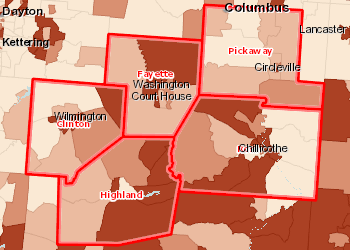 Columbus
Dayton
Kettering
Lancaster
Pickaway
Circleville
Fayette
Washington
Court House
Wilmington
Clinton
Chillicothe
Highland